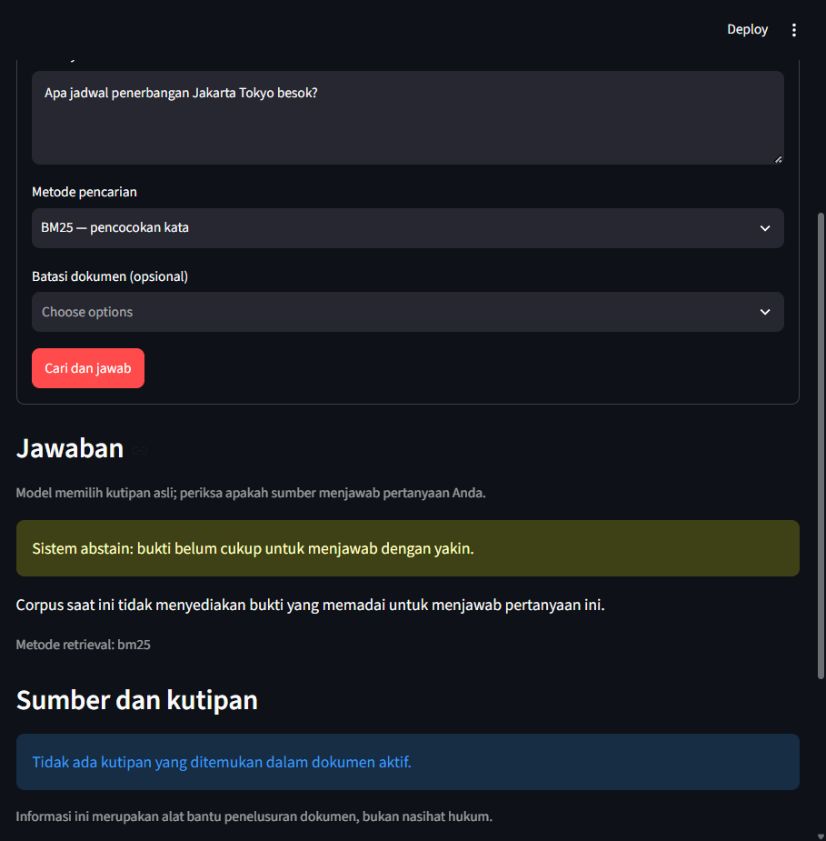 Deploy
Apa jadwal penerbangan Jakarta Tokyo besok?
Metode pencarian
BM25 — pencocokan kata
Batasi dokumen (opsional)
Choose options
Cari dan jawab
Jawaban
Model memilih kutipan asli; periksa apakah sumber menjawab pertanyaan Anda.
Sistem abstain: bukti belum cukup untuk menjawab dengan yakin.
Corpus saat ini tidak menyediakan bukti yang memadai untuk menjawab pertanyaan ini.
Metode retrieval: bm25
Sumber dan kutipan
Tidak ada kutipan yang ditemukan dalam dokumen aktif.
Informasi ini merupakan alat bantu penelusuran dokumen, bukan nasihat hukum.